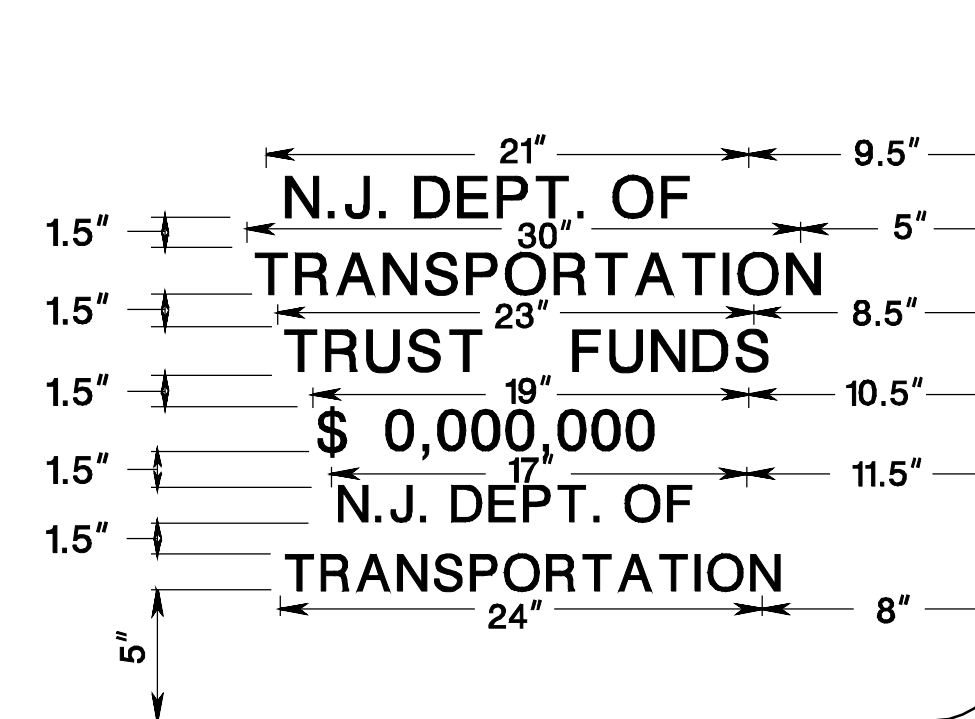 21" 9.5"
N.J. DEPT. OF
1.5" 30" 5"
TRANSPORTATION
1.5" 23" 8.5"
TRUST FUNDS
1.5" 19" 10.5"
$ 0,000,000
1.5" 17" 11.5"
N.J. DEPT. OF
1.5"
TRANSPORTATION
24" 8"
5"